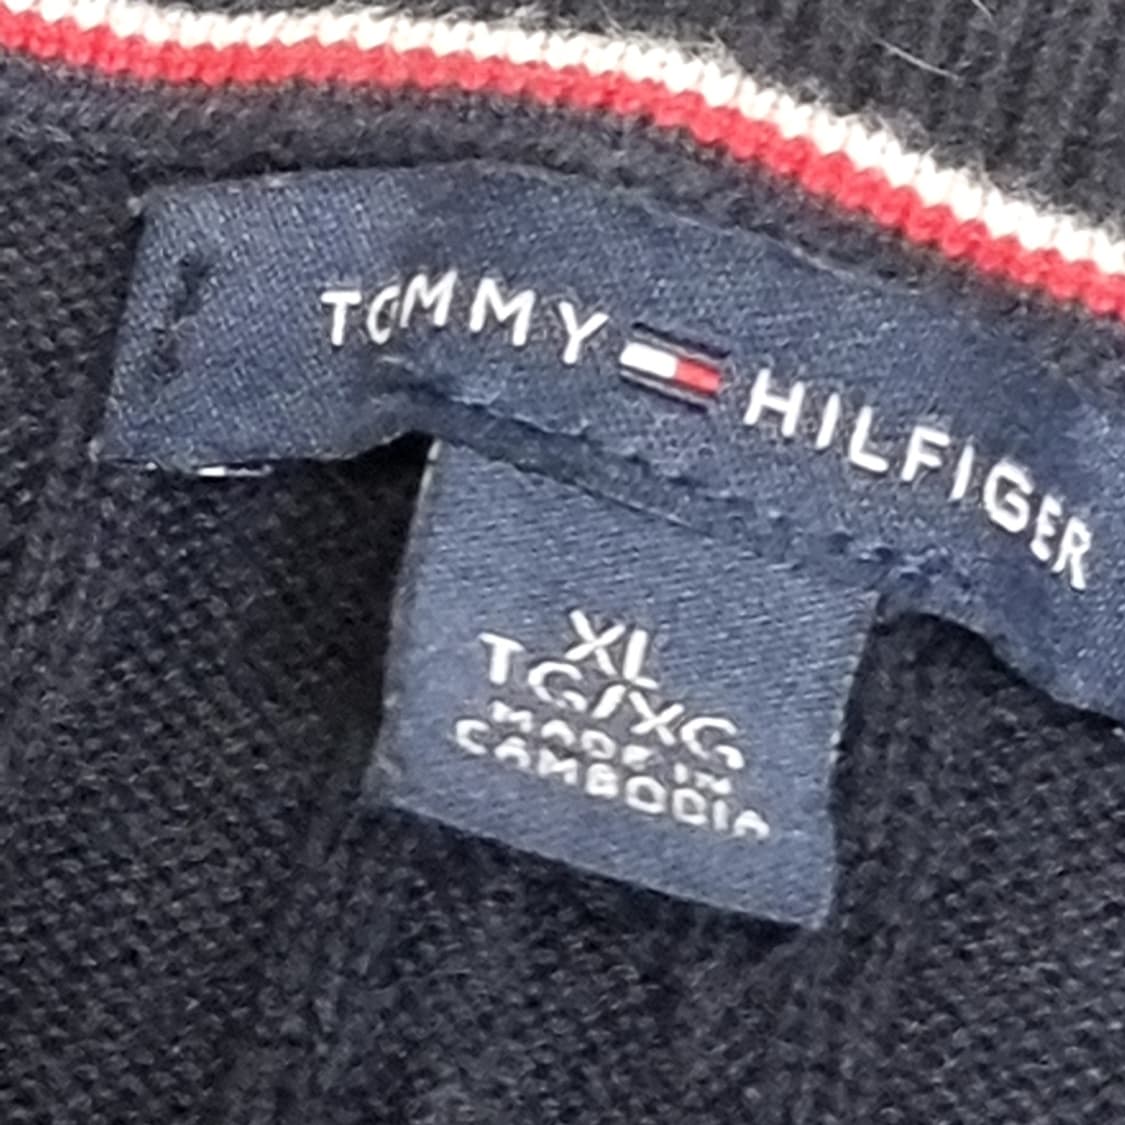 TOMMY HILFIGER
XL
TG/XG
MADE IN
CAMBODIA